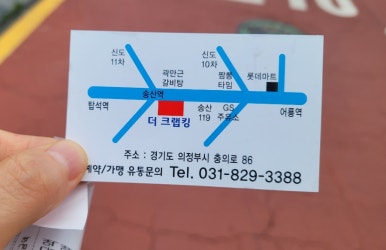 신도
11차
곽만근
갈비탕
신도
10차
짬뽕
타임
롯데마트
송산역
탑석역
더 크랩킹
송산
119
GS
주유소
어룡역
주소 : 경기도 의정부시 충의로 86
예약/가맹 유통문의 Tel. 031-829-3388